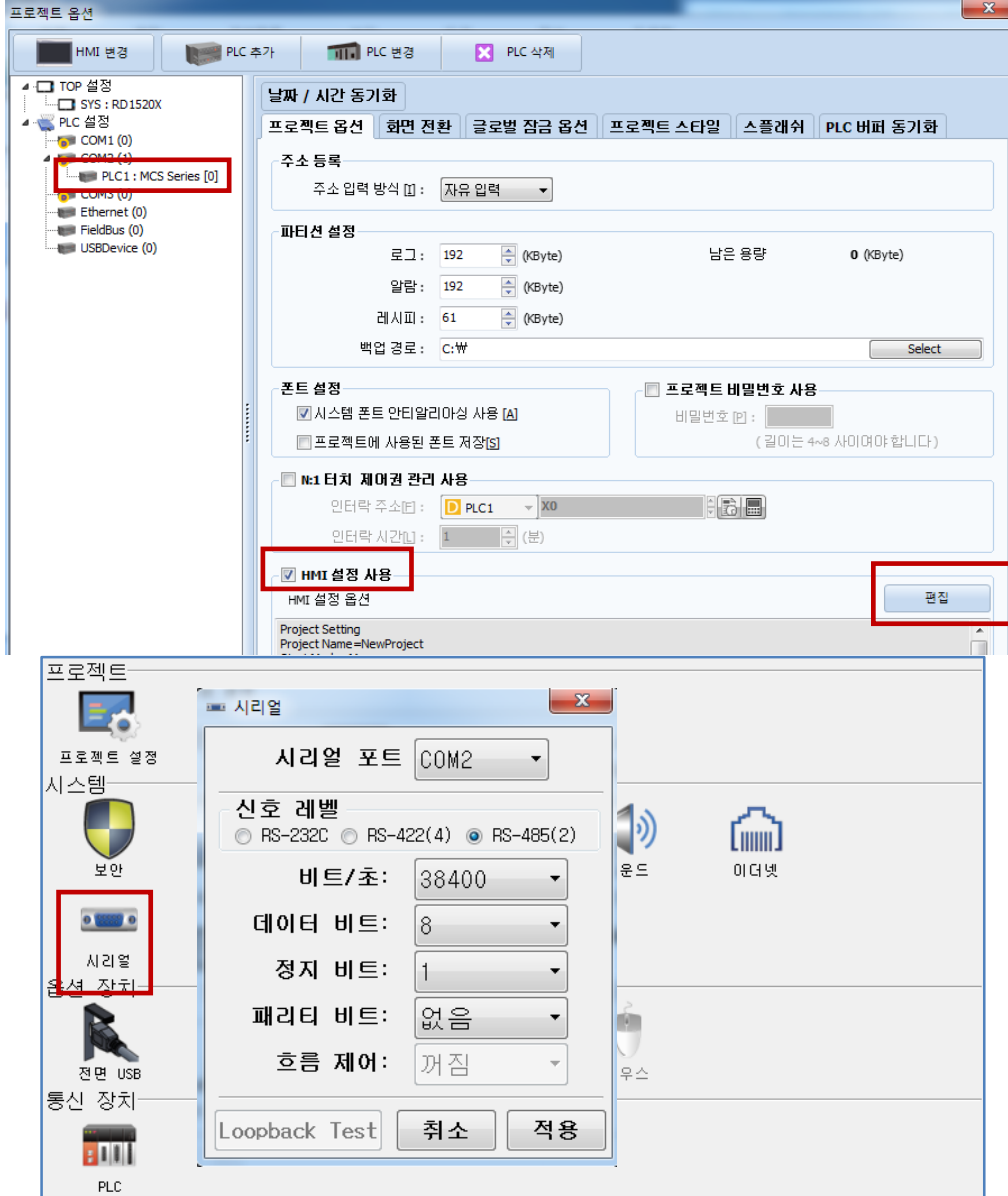 프로젝트 옵션
HMI 변경 PLC 추가 PLC 변경 PLC 삭제
TOP 설정
SYS : RD1520X
PLC 설정
COM1 (0)
COM2 (1)
PLC1 : MCS Series [0]
COM3 (0)
Ethernet (0)
FieldBus (0)
USBDevice (0)
날짜 / 시간 동기화
프로젝트 옵션 화면 전환 글로벌 잠금 옵션 프로젝트 스타일 스플래쉬 PLC 버퍼 동기화
주소 등록
주소 입력 방식 [I] : 자유 입력
파티션 설정
로그 : 192 (KByte) 남은 용량 0 (KByte)
알람 : 192 (KByte)
레시피 : 61 (KByte)
백업 경로 : C:₩ Select
폰트 설정
시스템 폰트 안티알리아싱 사용 [A]
프로젝트에 사용된 폰트 저장[S]
프로젝트 비밀번호 사용
비밀번호 [P] :
( 길이는 4~8 사이여야 합니다 )
N:1 터치 제어권 관리 사용
인터락 주소[F] : D PLC1 X0
인터락 시간[L] : 1 (분)
HMI 설정 사용
HMI 설정 옵션 편집
Project Setting
Project Name=NewProject
프로젝트
프로젝트 설정
시스템
보안
시리얼
옵션 장치
전면 USB
통신 장치
PLC
시리얼
시리얼 포트 COM2
신호 레벨
RS-232C RS-422(4) RS-485(2)
비트/초: 38400
데이터 비트: 8
정지 비트: 1
패리티 비트: 없음
흐름 제어: 꺼짐
Loopback Test 취소 적용
운드
이더넷
우스